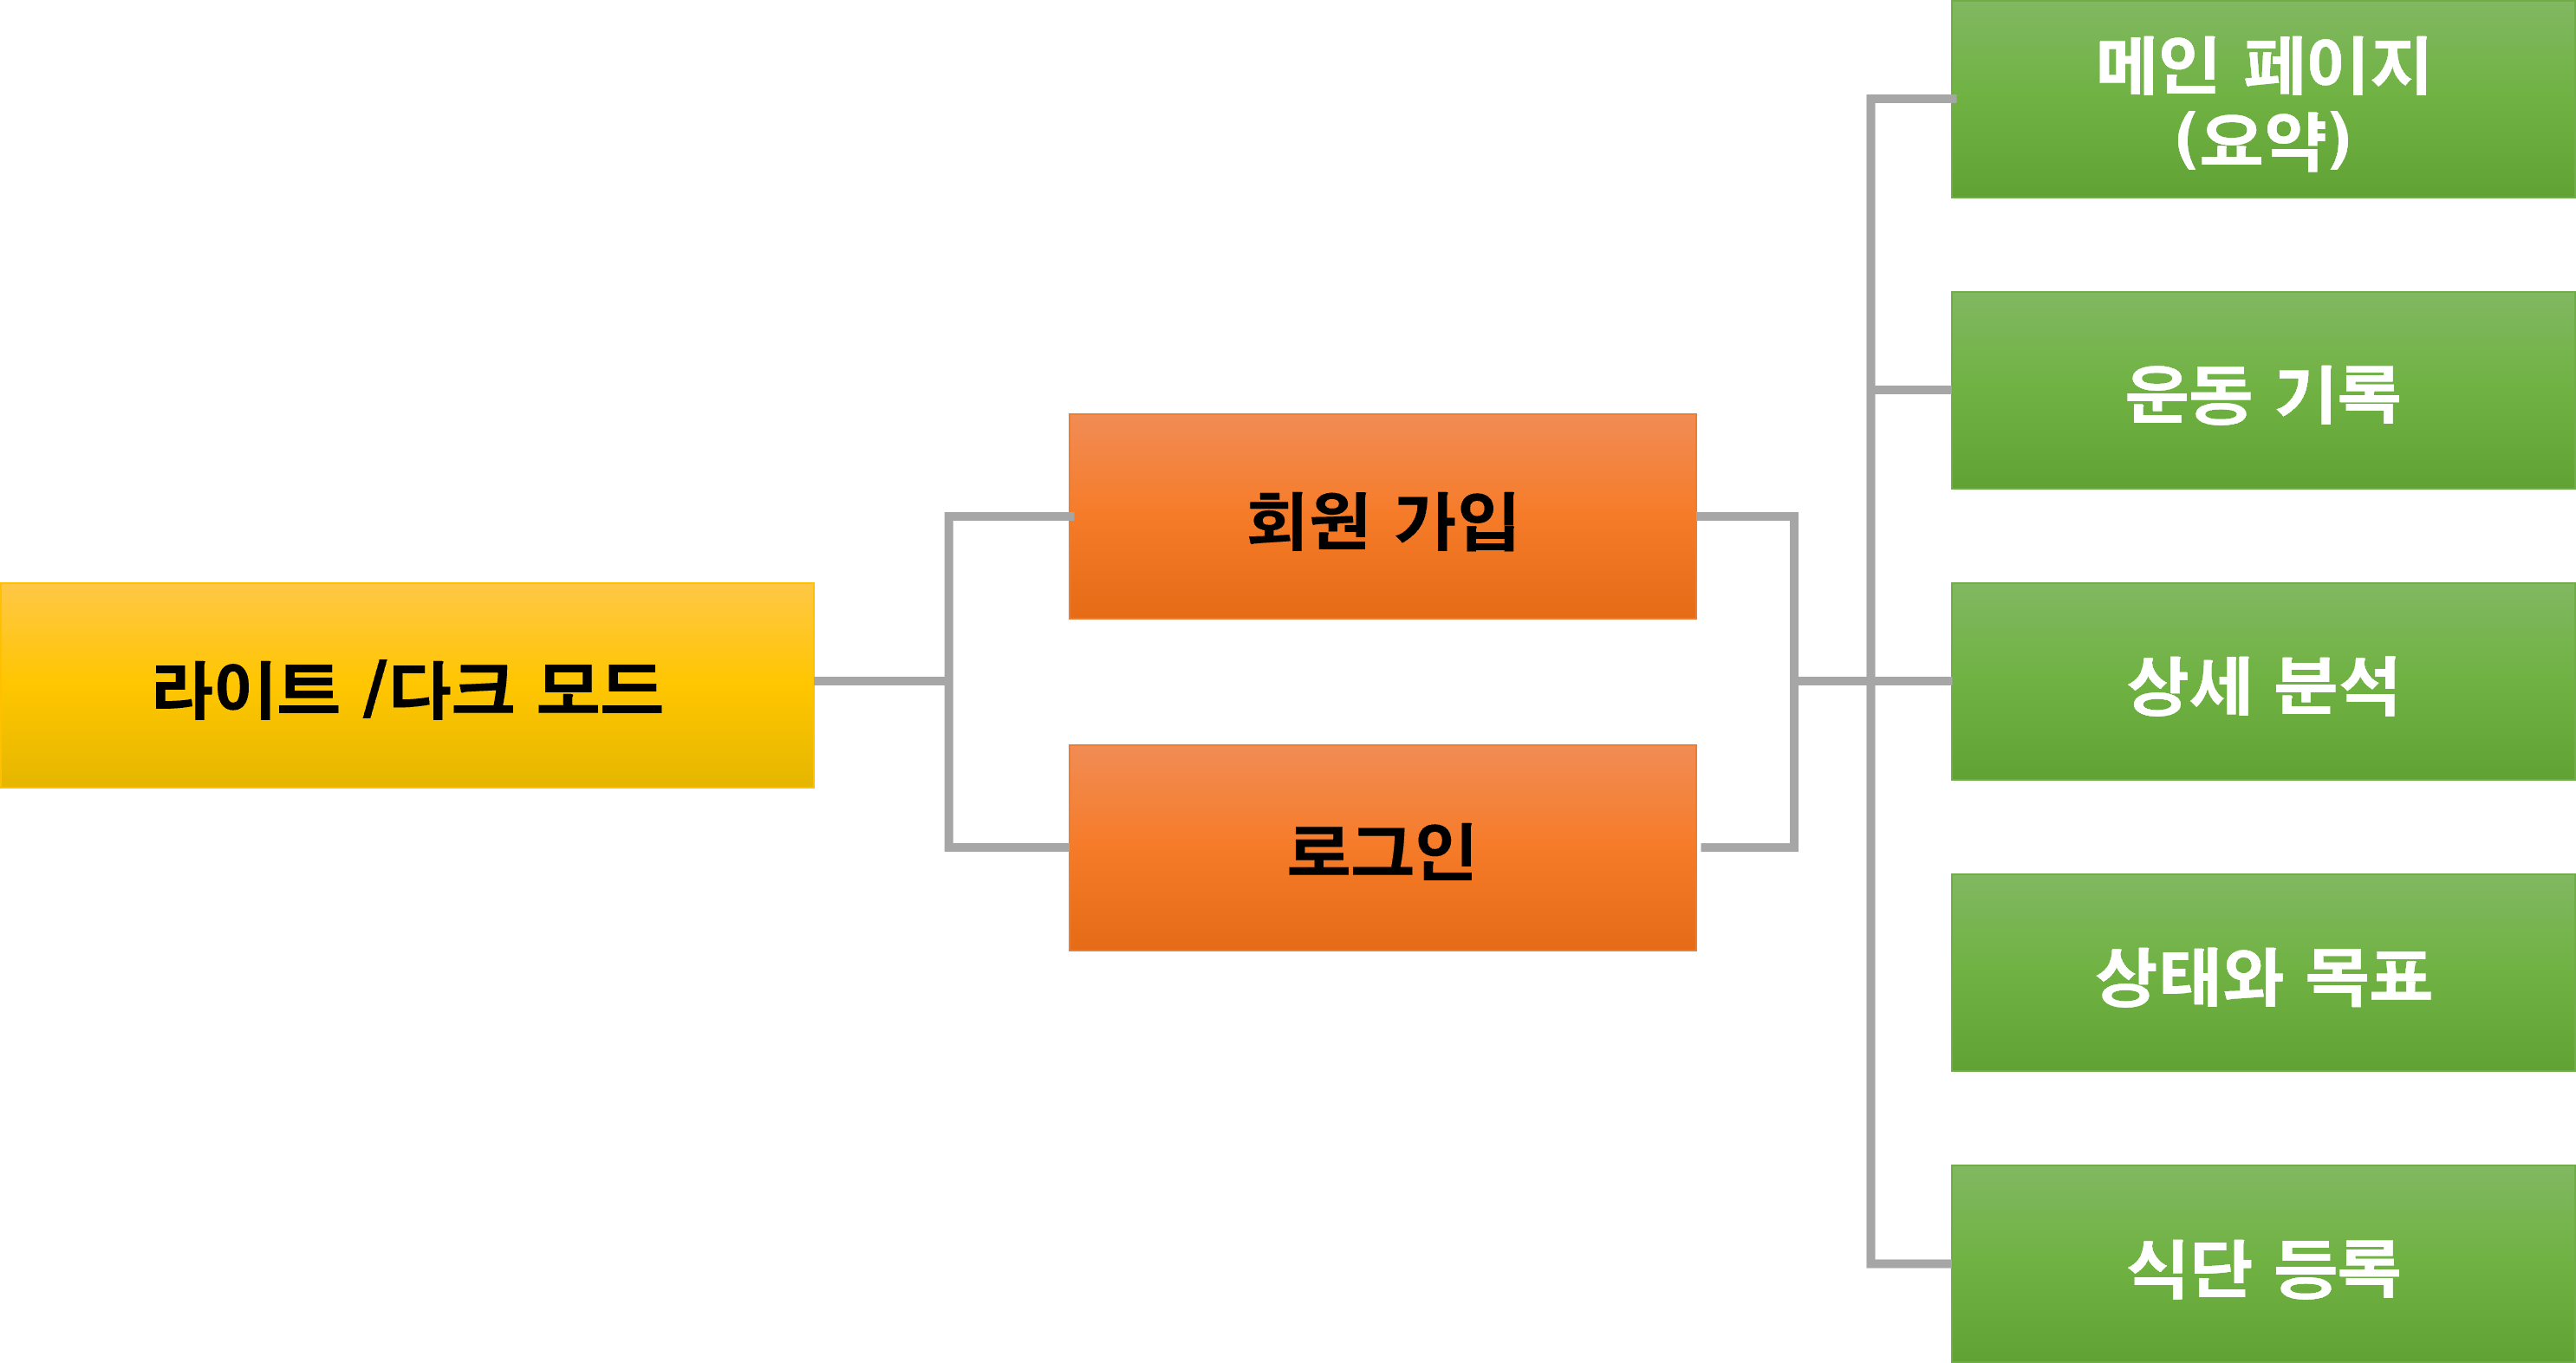 라이트 /다크 모드
회원 가입
로그인
메인 페이지
(요약)
운동 기록
상세 분석
상태와 목표
식단 등록